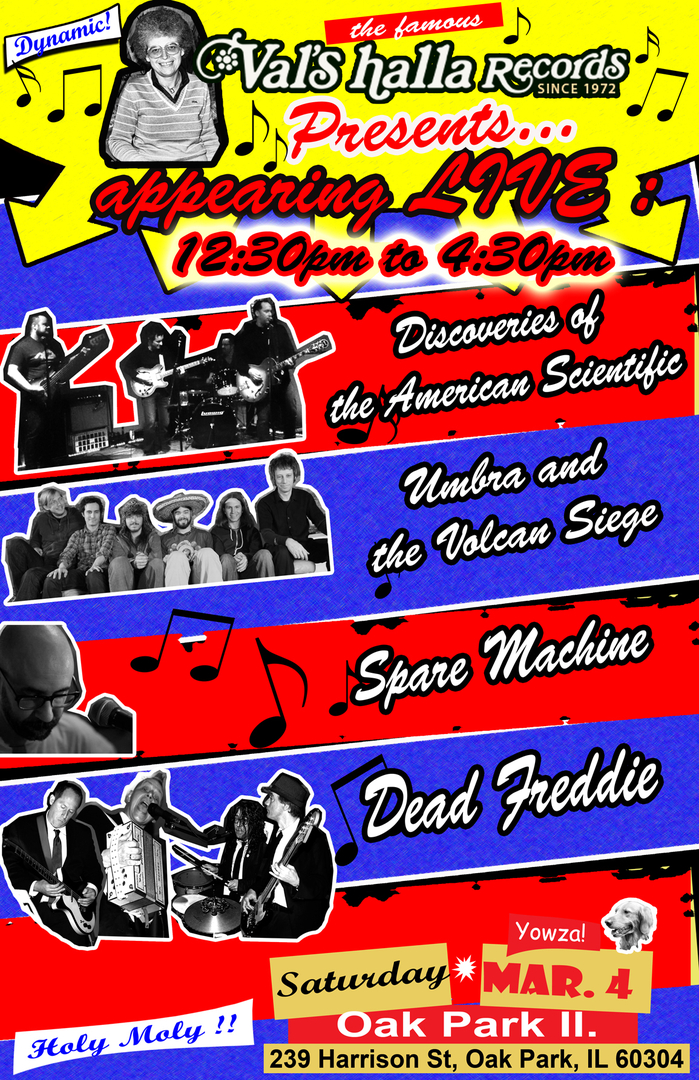 Dynamic!
the famous
Val's halla Records
SINCE 1972
Presents...
appearing LIVE :
12:30pm to 4:30pm
Discoveries of
the American Scientific
Umbra and
the Volcan Siege
Spare Machine
Dead Freddie
Yowza!
Saturday
MAR. 4
Oak Park Il.
Holy Moly !!
239 Harrison St, Oak Park, IL 60304